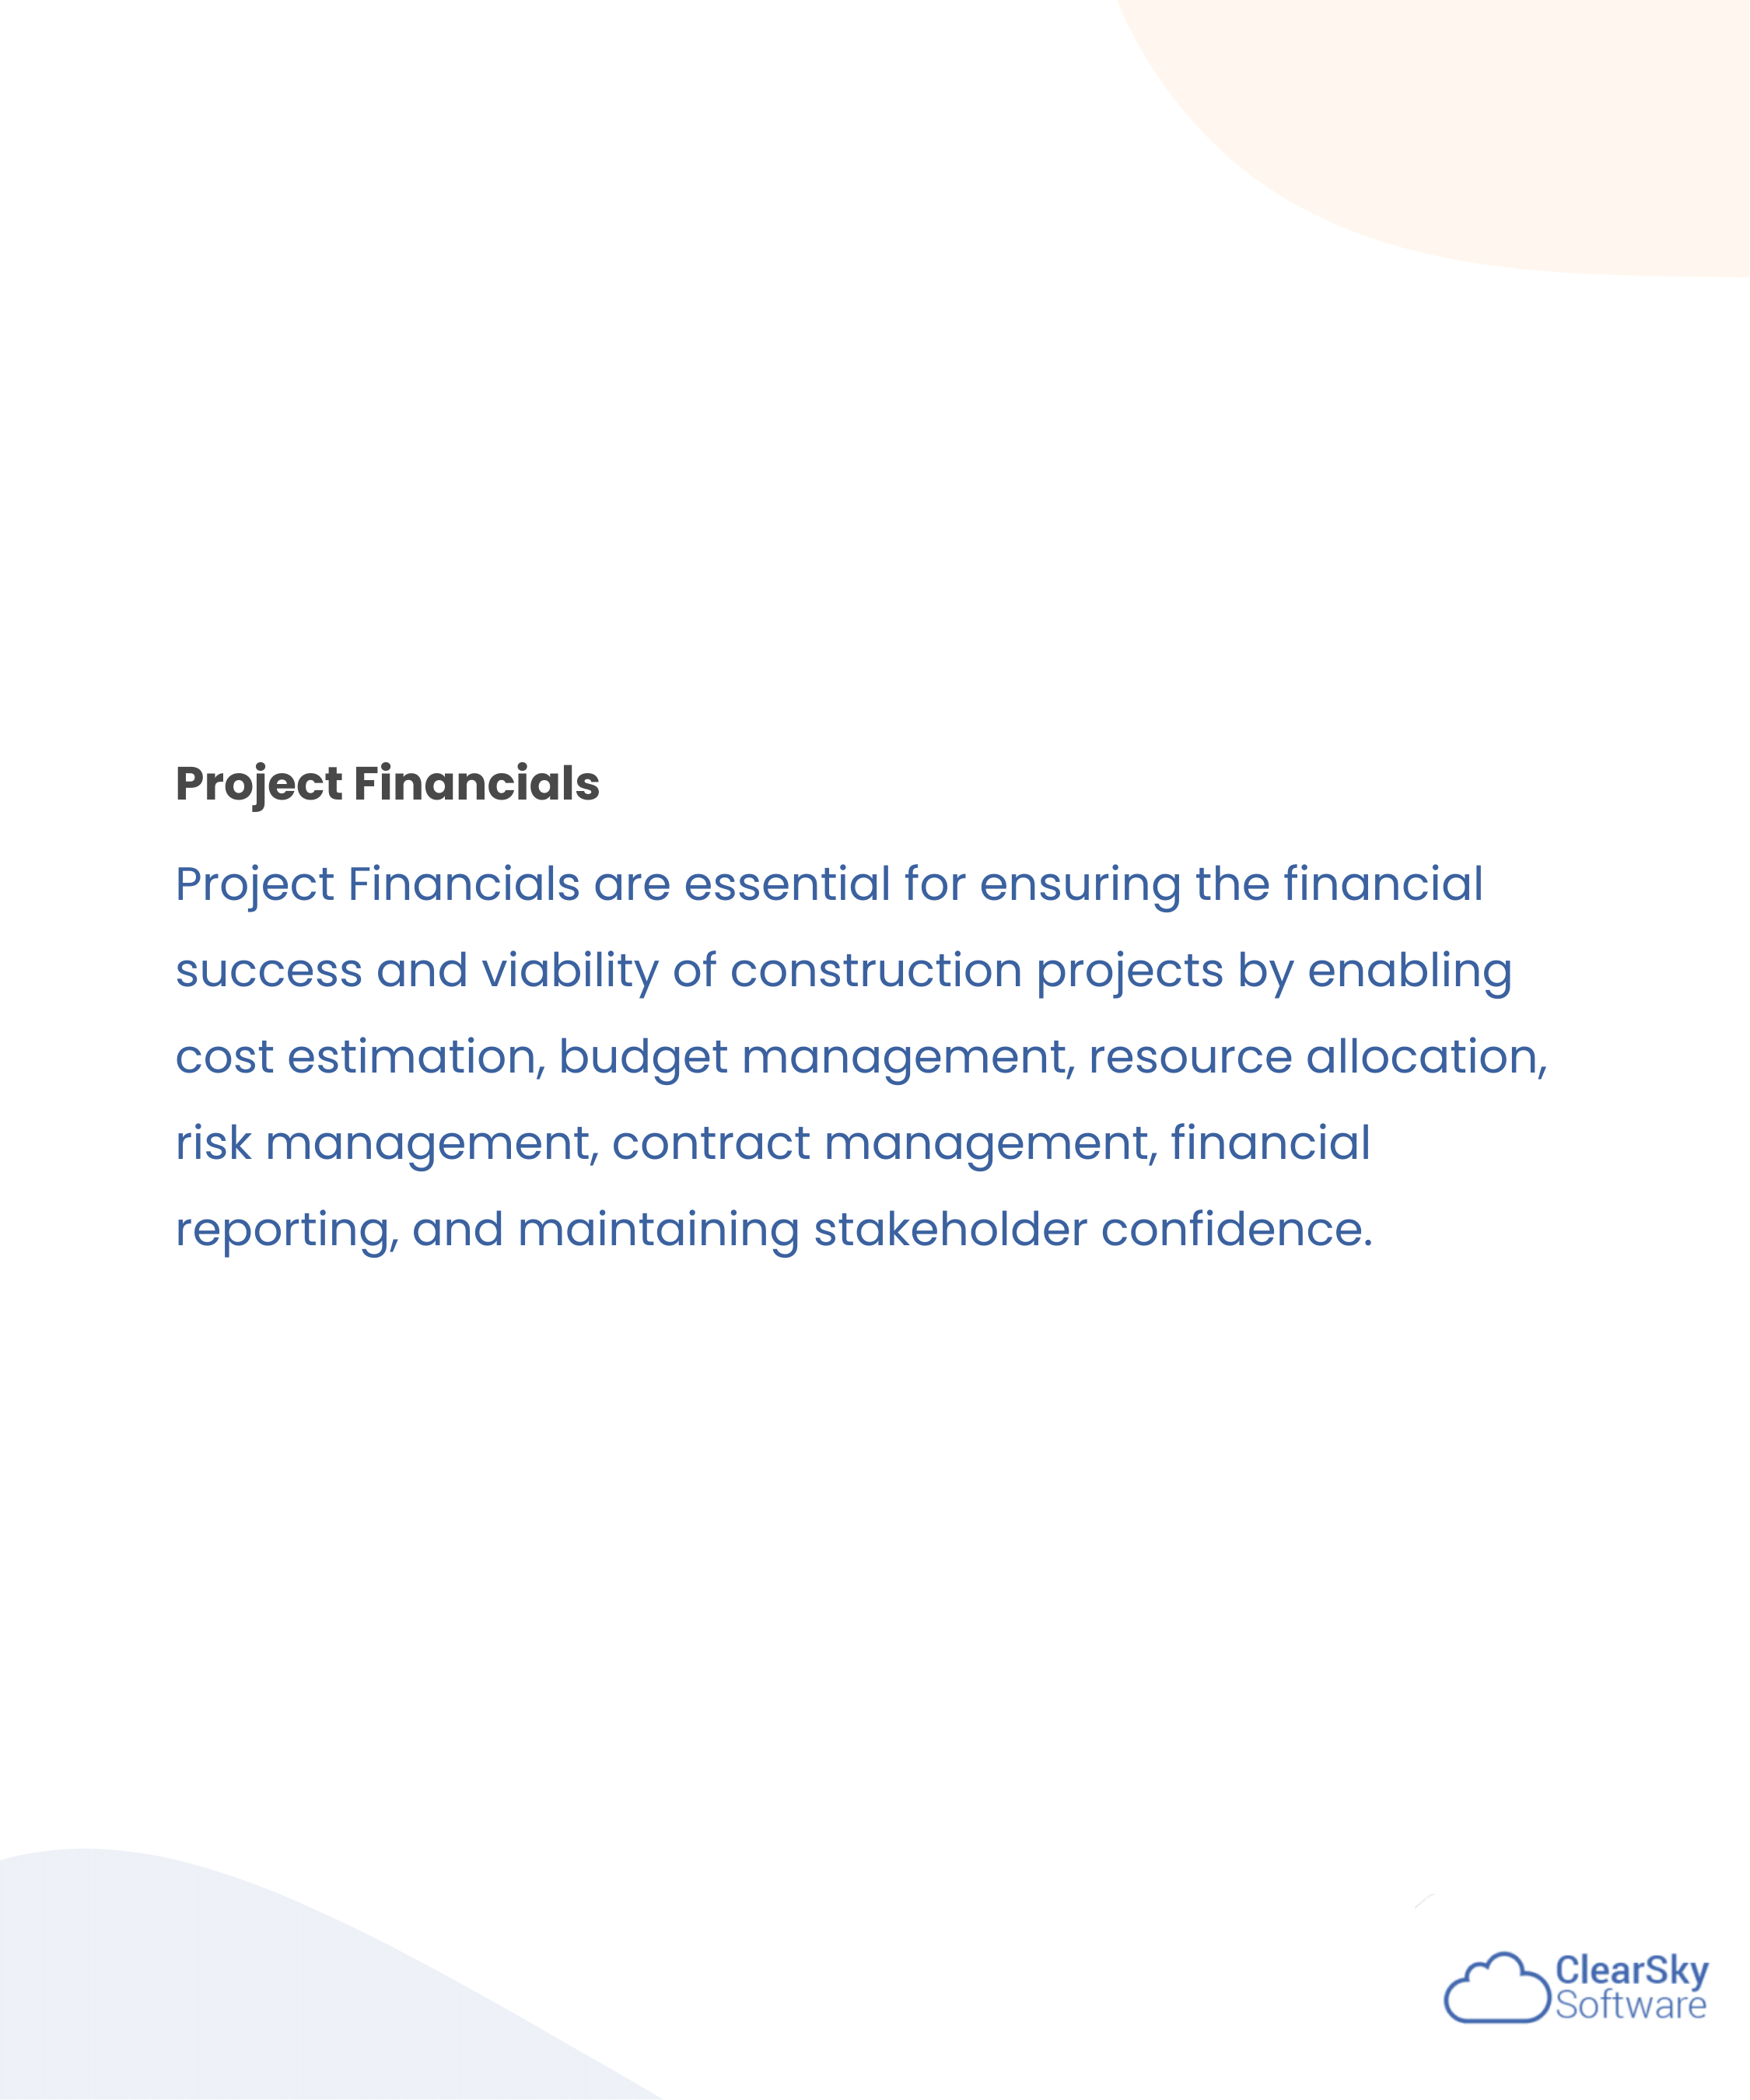 Project Financials
Project Financials are essential for ensuring the financial
success and viability of construction projects by enabling
cost estimation, budget management, resource allocation,
risk management, contract management, financial
reporting, and maintaining stakeholder confidence.
ClearSky
Software